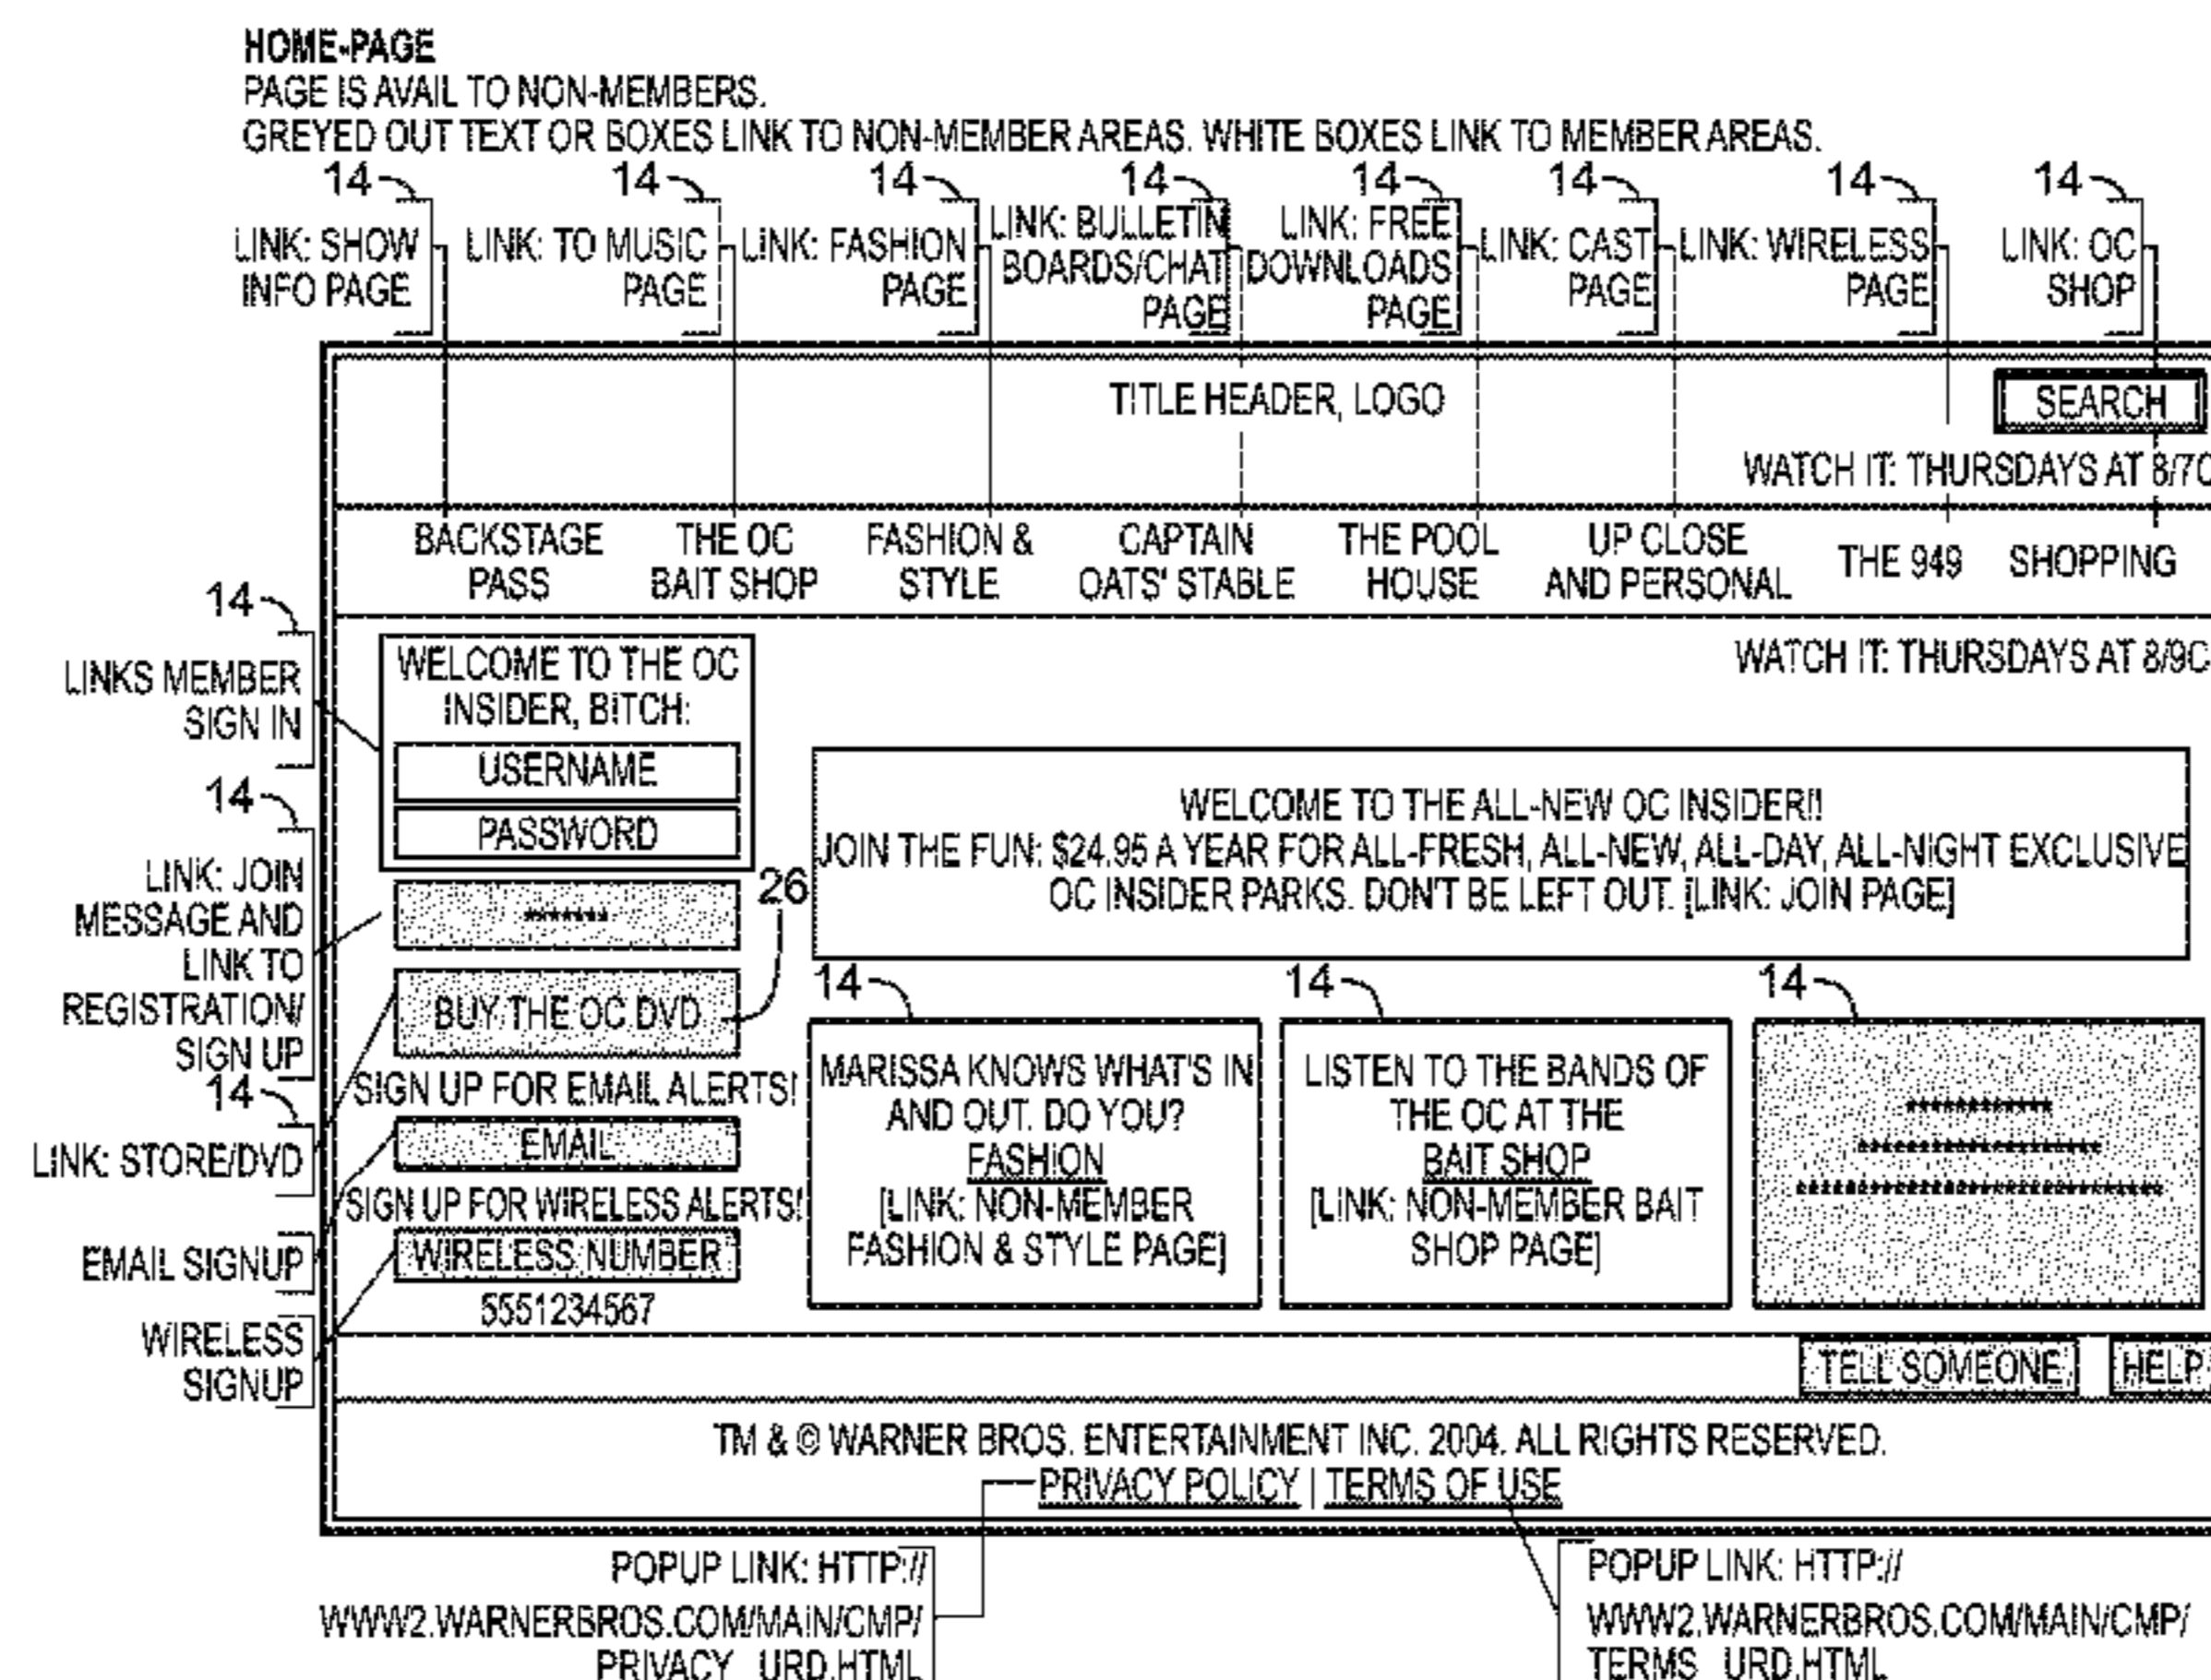 HOME-PAGE
PAGE IS AVAIL TO NON-MEMBERS.
GREYED OUT TEXT OR BOXES LINK TO NON-MEMBER AREAS. WHITE BOXES LINK TO MEMBER AREAS.
14 14 14 14 14 14 14 14
LINK: SHOW
INFO PAGE
LINK: TO MUSIC
PAGE
LINK: FASHION
PAGE
LINK: BULLETIN
BOARDS/CHAT
PAGE
LINK: FREE
DOWNLOADS
PAGE
LINK: CAST
PAGE
LINK: WIRELESS
PAGE
LINK: OC
SHOP
TITLE HEADER, LOGO
SEARCH
WATCH IT: THURSDAYS AT 8/7C
BACKSTAGE
PASS
THE OC
BAIT SHOP
FASHION &
STYLE
CAPTAIN
OATS' STABLE
THE POOL
HOUSE
UP CLOSE
AND PERSONAL
THE 949
SHOPPING
14
LINKS MEMBER
SIGN IN
WELCOME TO THE OC
INSIDER, BITCH:
USERNAME
PASSWORD
WATCH IT: THURSDAYS AT 8/9C
14
LINK: JOIN
MESSAGE AND
LINK TO
REGISTRATION/
SIGN UP
*******
26
WELCOME TO THE ALL-NEW OC INSIDER!!
JOIN THE FUN: $24.95 A YEAR FOR ALL-FRESH, ALL-NEW, ALL-DAY, ALL-NIGHT EXCLUSIVE
OC INSIDER PARKS. DON'T BE LEFT OUT. [LINK: JOIN PAGE]
BUY THE OC DVD
14
LINK: STORE/DVD
SIGN UP FOR EMAIL ALERTS!
EMAIL
EMAIL SIGNUP
SIGN UP FOR WIRELESS ALERTS!
WIRELESS NUMBER
5551234567
WIRELESS
SIGNUP
14
MARISSA KNOWS WHAT'S IN
AND OUT. DO YOU?
FASHION
[LINK: NON-MEMBER
FASHION & STYLE PAGE]
14
LISTEN TO THE BANDS OF
THE OC AT THE
BAIT SHOP
[LINK: NON-MEMBER BAIT
SHOP PAGE]
14
TELL SOMEONE
HELP
TM & © WARNER BROS. ENTERTAINMENT INC. 2004. ALL RIGHTS RESERVED.
PRIVACY POLICY | TERMS OF USE
POPUP LINK: HTTP://
WWW2.WARNERBROS.COM/MAIN/CMP/
PRIVACY_URD.HTML
POPUP LINK: HTTP://
WWW2.WARNERBROS.COM/MAIN/CMP/
TERMS_URD.HTML